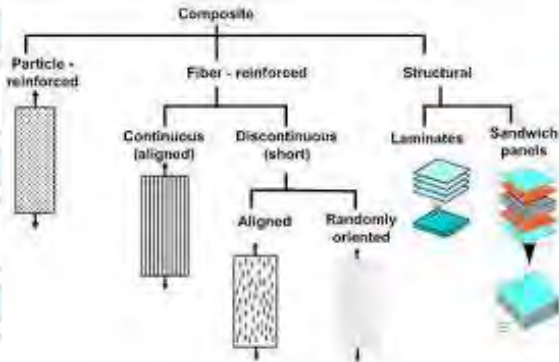 Composite
Particle -
reinforced
Fiber - reinforced
Structural
Continuous
(aligned)
Discontinuous
(short)
Laminates
Sandwich
panels
Aligned
Randomly
oriented